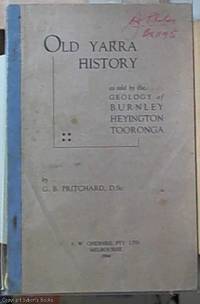 OLD YARRA
HISTORY
as told by the
GEOLOGY of
BURNLEY
HEYINGTON
TOORONGA
by
G. B. PRITCHARD, D.Sc.
F. W. CHESHIRE PTY. LTD.
MELBOURNE